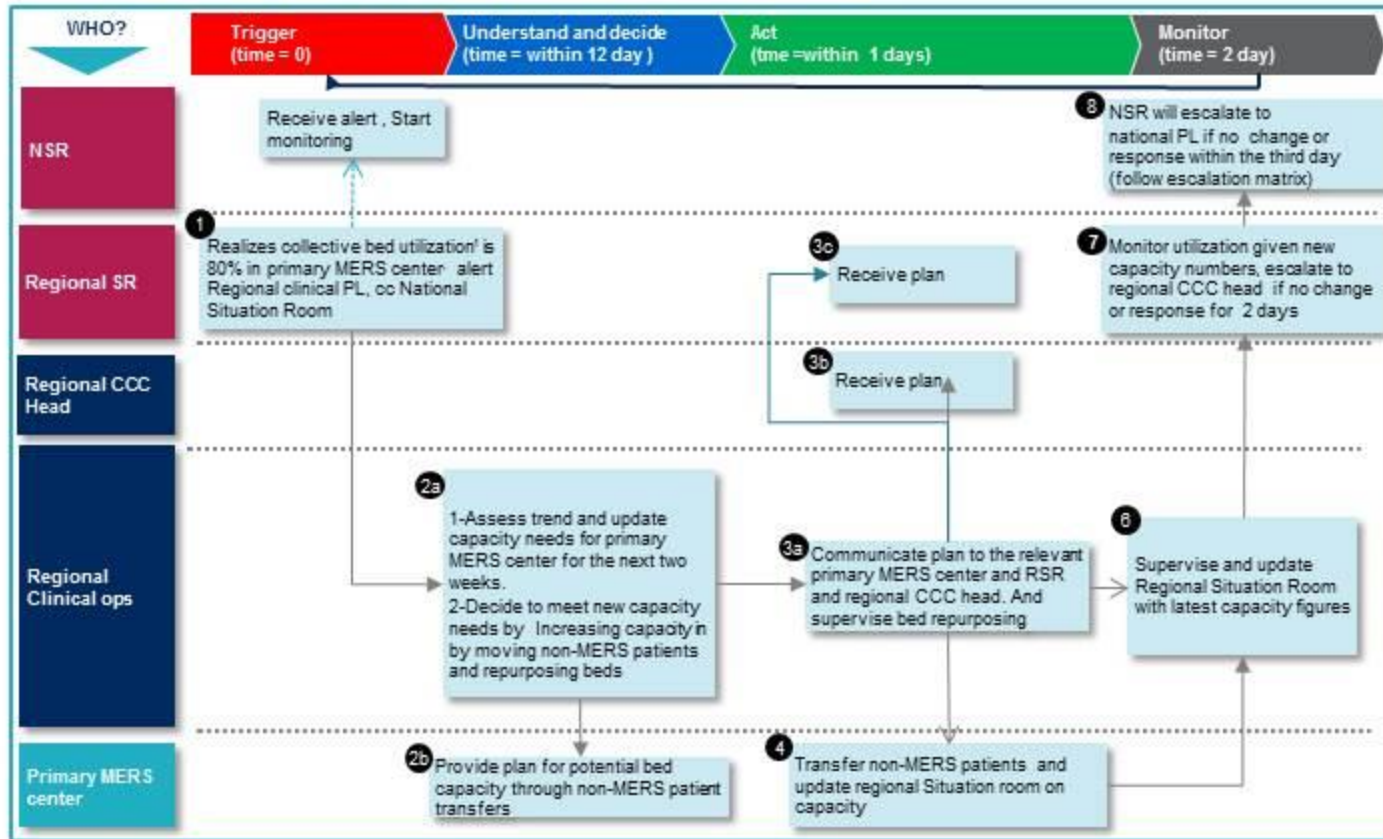 WHO?
Trigger
(time = 0)
Understand and decide
(time = within 12 day )
Act
(tme =within 1 days)
Monitor
(time = 2 day)
NSR
Receive alert , Start
monitoring
8
NSR will escalate to
national PL if no change or
response within the third day
(follow escalation matrix)
Regional SR
1
Realizes collective bed utilization' is
80% in primary MERS center alert
Regional clinical PL, cc National
Situation Room
3c
Receive plan
7
Monitor utilization given new
capacity numbers, escalate to
regional CCC head if no change
or response for 2 days
Regional CCC
Head
3b
Receive plan
Regional
Clinical ops
2a
1-Assess trend and update
capacity needs for primary
MERS center for the next two
weeks.
2-Decide to meet new capacity
needs by Increasing capacity in
by moving non-MERS patients
and repurposing beds
3a
Communicate plan to the relevant
primary MERS center and RSR
and regional CCC head. And
supervise bed repurposing
6
Supervise and update
Regional Situation Room
with latest capacity figures
Primary MERS
center
2b
Provide plan for potential bed
capacity through non-MERS patient
transfers
4
Transfer non-MERS patients and
update regional Situation room on
capacity